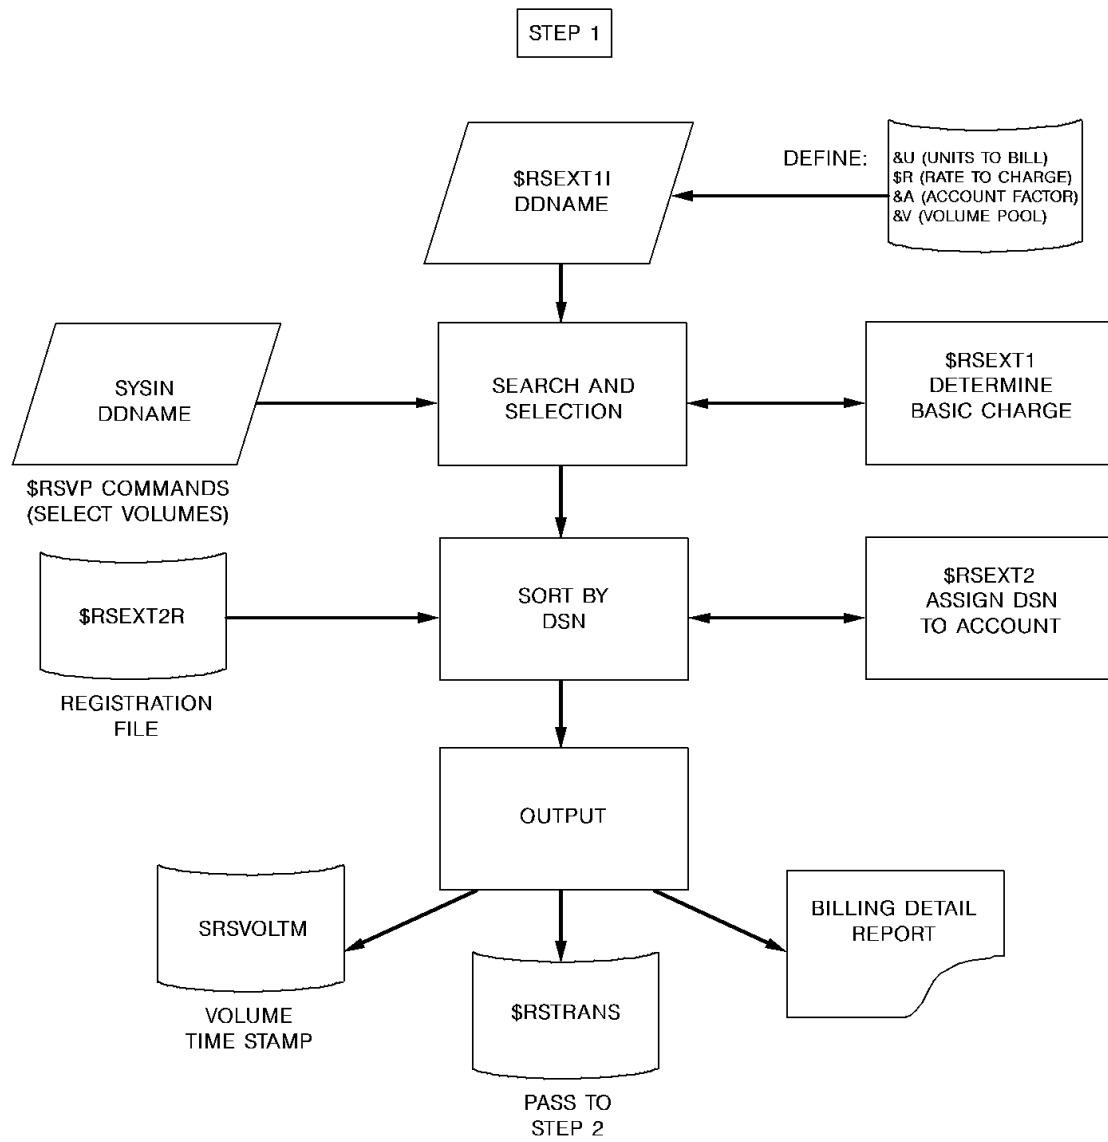 STEP 1
DEFINE:
&U (UNITS TO BILL)
$R (RATE TO CHARGE)
&A (ACCOUNT FACTOR)
&V (VOLUME POOL)
$RSEXT1I
DDNAME
SYSIN
DDNAME
$RSVP COMMANDS
(SELECT VOLUMES)
SEARCH AND
SELECTION
$RSEXT1
DETERMINE
BASIC CHARGE
$RSEXT2R
REGISTRATION
FILE
SORT BY
DSN
$RSEXT2
ASSIGN DSN
TO ACCOUNT
OUTPUT
SRSVOLTM
VOLUME
TIME STAMP
$RSTRANS
PASS TO
STEP 2
BILLING DETAIL
REPORT